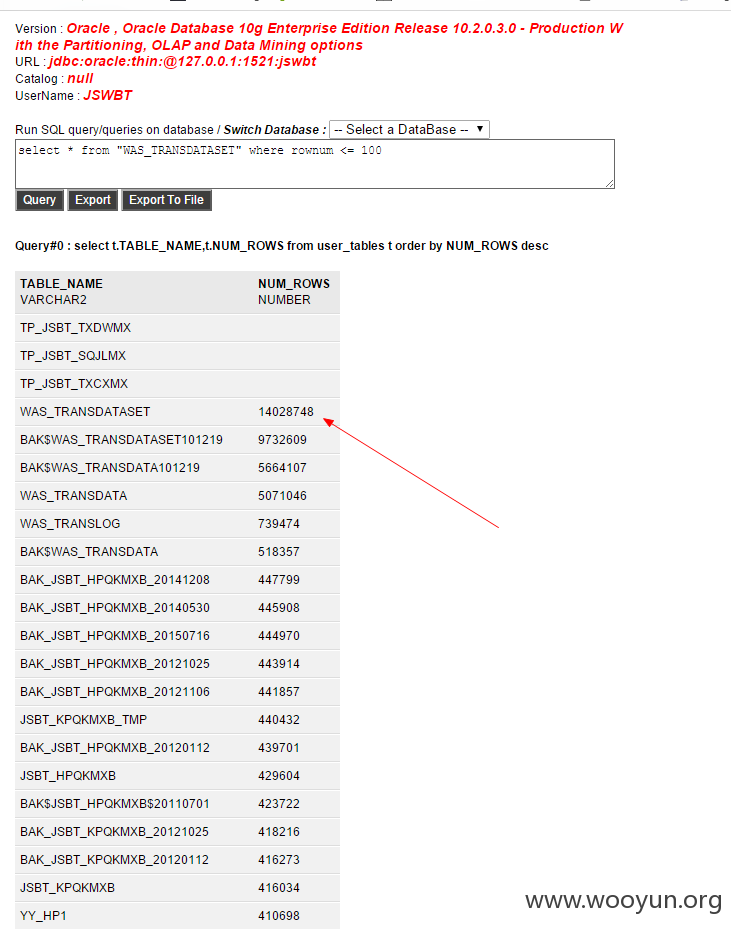 Version : Oracle , Oracle Database 10g Enterprise Edition Release 10.2.0.3.0 - Production W
ith the Partitioning, OLAP and Data Mining options
URL : jdbc:oracle:thin:@127.0.0.1:1521:jswbt
Catalog : null
UserName : JSWBT
Run SQL query/queries on database / Switch Database : -- Select a DataBase -- ▼
select * from "WAS_TRANSDATASET" where rownum <= 100
Query Export Export To File
Query#0 : select t.TABLE_NAME,t.NUM_ROWS from user_tables t order by NUM_ROWS desc
TABLE_NAME NUM_ROWS
VARCHAR2 NUMBER
TP_JSBT_TXDWMX
TP_JSBT_SQJLMX
TP_JSBT_TXCXMX
WAS_TRANSDATASET 14028748
BAK$WAS_TRANSDATASET101219 9732609
BAK$WAS_TRANSDATA101219 5664107
WAS_TRANSDATA 5071046
WAS_TRANSLOG 739474
BAK$WAS_TRANSDATA 518357
BAK_JSBT_HPQKMXB_20141208 447799
BAK_JSBT_HPQKMXB_20140530 445908
BAK_JSBT_HPQKMXB_20150716 444970
BAK_JSBT_HPQKMXB_20121025 443914
BAK_JSBT_HPQKMXB_20121106 441857
JSBT_KPQKMXB_TMP 440432
BAK_JSBT_HPQKMXB_20120112 439701
JSBT_HPQKMXB 429604
BAK$JSBT_HPQKMXB$20110701 423722
BAK_JSBT_KPQKMXB_20121025 418216
BAK_JSBT_KPQKMXB_20120112 416273
JSBT_KPQKMXB 416034
YY_HP1 410698
www.wooyun.org